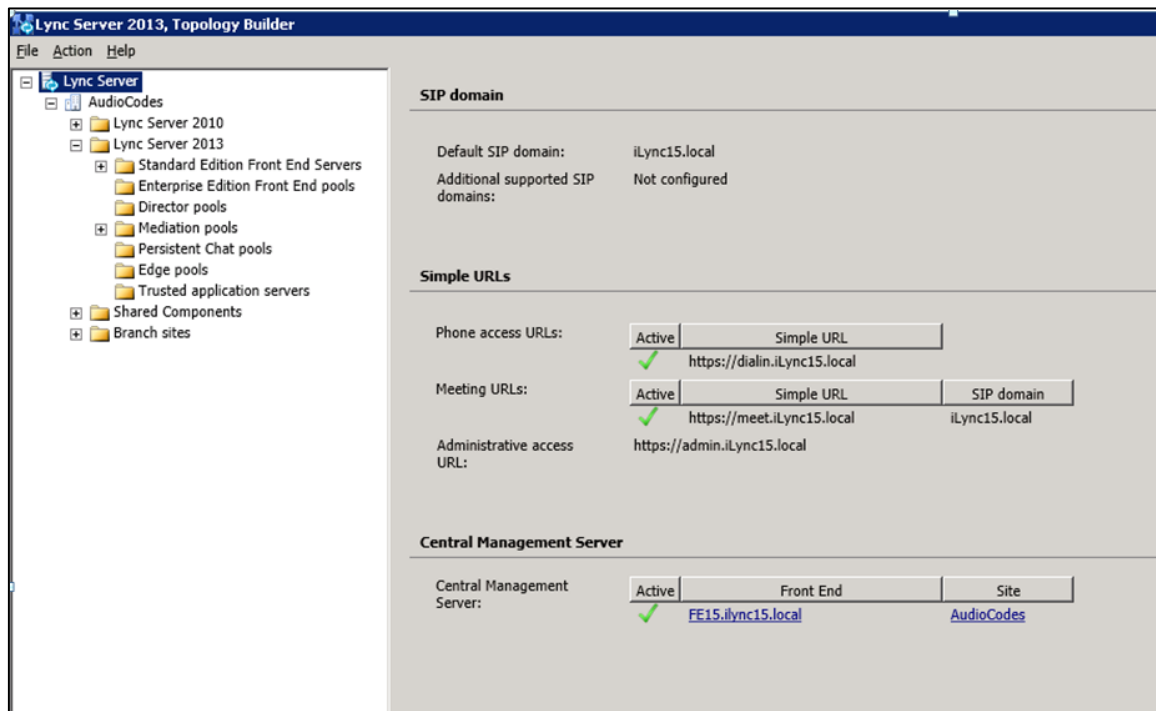 Lync Server 2013, Topology Builder
File Action Help
Lync Server
AudioCodes
Lync Server 2010
Lync Server 2013
Standard Edition Front End Servers
Enterprise Edition Front End pools
Director pools
Mediation pools
Persistent Chat pools
Edge pools
Trusted application servers
Shared Components
Branch sites
SIP domain
Default SIP domain: iLync15.local
Additional supported SIP Not configured
domains:
Simple URLs
Phone access URLs: Active Simple URL
https://dialin.iLync15.local
Meeting URLs: Active Simple URL SIP domain
https://meet.iLync15.local iLync15.local
Administrative access https://admin.iLync15.local
URL:
Central Management Server
Central Management Active Front End Site
Server:
FE15.ilync15.local AudioCodes